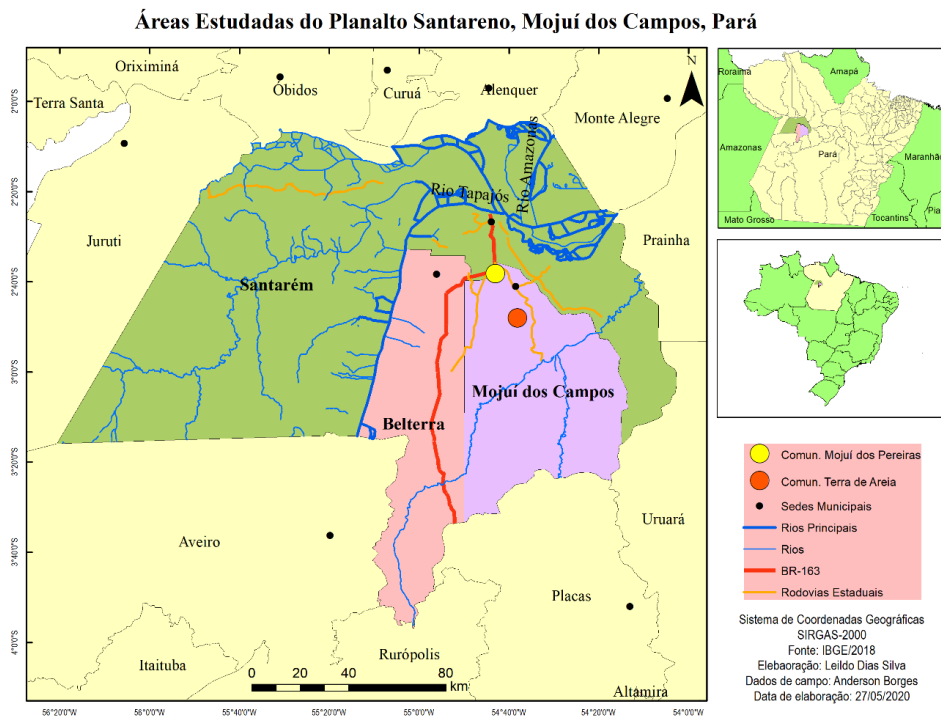 Áreas Estudadas do Planalto Santareno, Mojuí dos Campos, Pará
Oriximiná
Óbidos
Curuá
Alenquer
Terra Santa
Monte Alegre
N
Rio Tapajós
Rio Amazonas
Juruti
Prainha
Santarém
Mojuí dos Campos
Belterra
Uruará
Aveiro
Placas
Rurópolis
Itaituba
Altamira
0 10 20 40 60 80
km
2°0'0"S
2°20'0"S
2°40'0"S
3°0'0"S
3°20'0"S
3°40'0"S
4°0'0"S
56°20'0"W 56°0'0"W 55°40'0"W 55°20'0"W 55°0'0"W 54°40'0"W 54°20'0"W 54°0'0"W
Roraima
Amapá
Amazonas
Pará
Maranhão
Mato Grosso
Tocantins
Pia
Comun. Mojuí dos Pereiras
Comun. Terra de Areia
Sedes Municipais
Rios Principais
Rios
BR-163
Rodovias Estaduais
Sistema de Coordenadas Geográficas
SIRGAS-2000
Fonte: IBGE/2018
Elebaoração: Leildo Dias Silva
Dados de campo: Anderson Borges
Data de elaboração: 27/05/2020